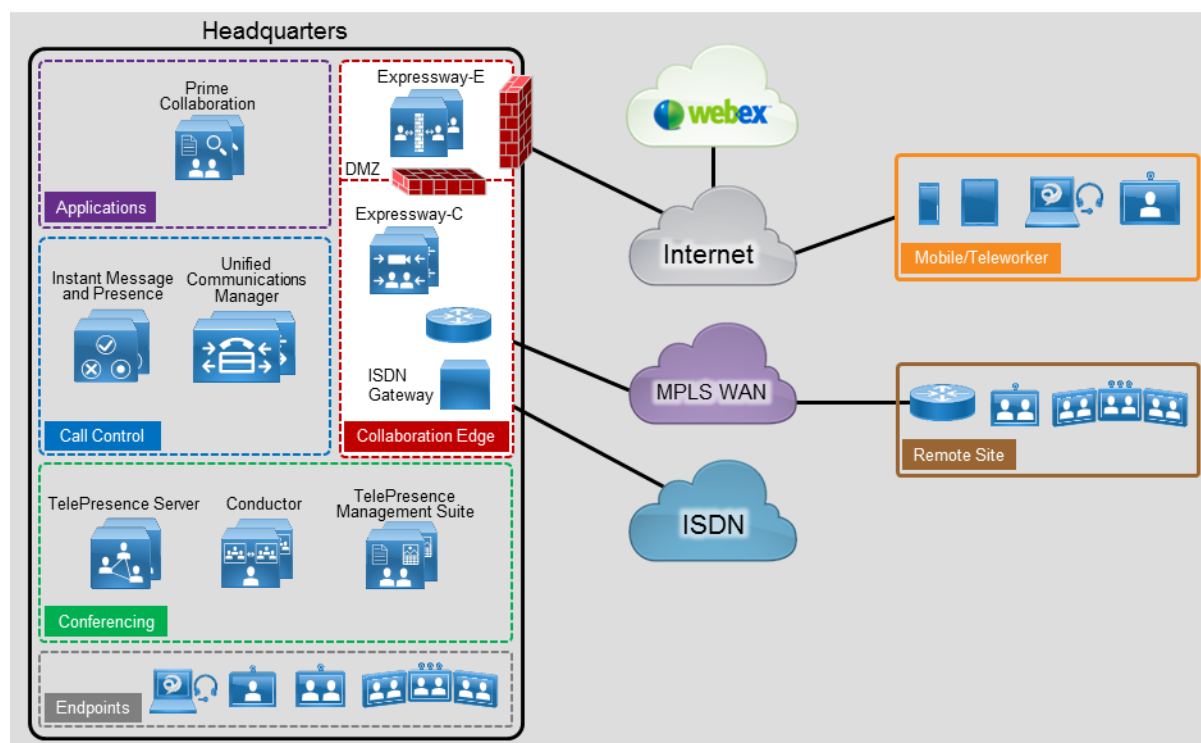 Headquarters
Prime
Collaboration
Applications
Expressway-E
DMZ
Expressway-C
ISDN
Gateway
Collaboration Edge
Instant Message
and Presence
Unified
Communications
Manager
Call Control
TelePresence Server
Conductor
TelePresence
Management Suite
Conferencing
Endpoints
webex
Internet
MPLS WAN
ISDN
Mobile/Teleworker
Remote Site